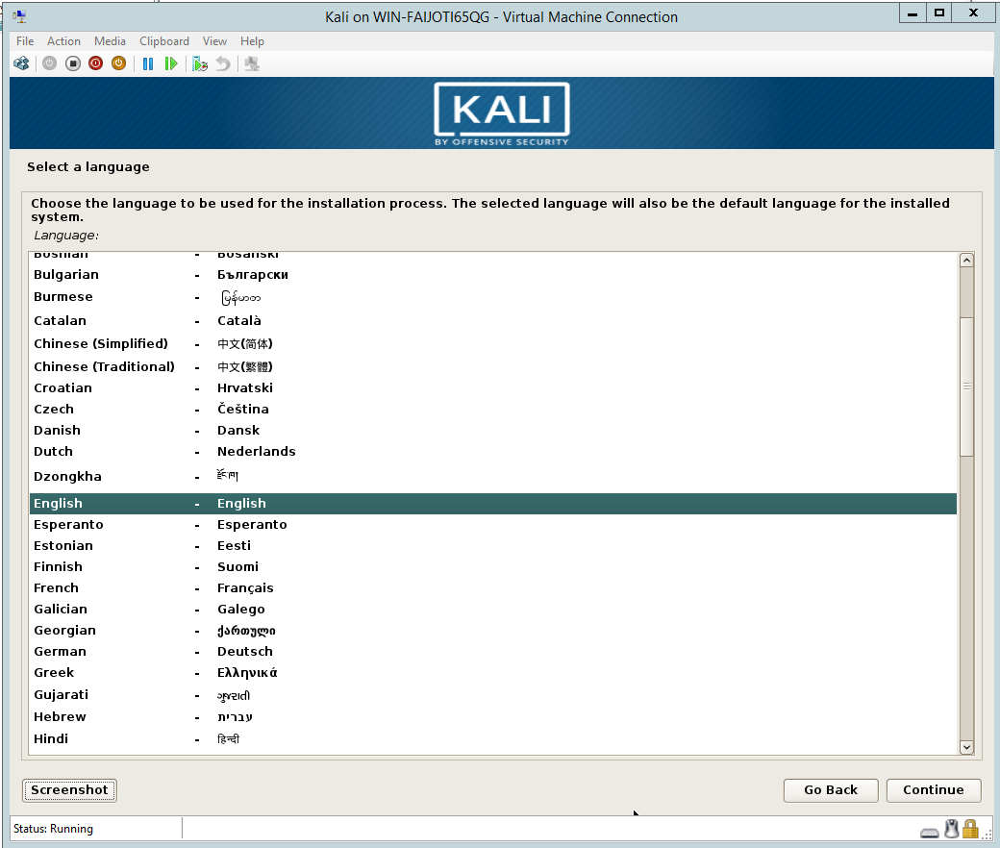 Kali on WIN-FAIJOTI65QG - Virtual Machine Connection
File Action Media Clipboard View Help
KALI
BY OFFENSIVE SECURITY
Select a language
Choose the language to be used for the installation process. The selected language will also be the default language for the installed
system.
Language:
Bosnian - Bosanski
Bulgarian - Български
Burmese - မြန်မာစာ
Catalan - Català
Chinese (Simplified) - 中文(简体)
Chinese (Traditional) - 中文(繁體)
Croatian - Hrvatski
Czech - Čeština
Danish - Dansk
Dutch - Nederlands
Dzongkha - རྫོང་ཁ།
English - English
Esperanto - Esperanto
Estonian - Eesti
Finnish - Suomi
French - Français
Galician - Galego
Georgian - ქართული
German - Deutsch
Greek - Ελληνικά
Gujarati - ગુજરાતી
Hebrew - עברית
Hindi - हिन्दी
Screenshot Go Back Continue
Status: Running